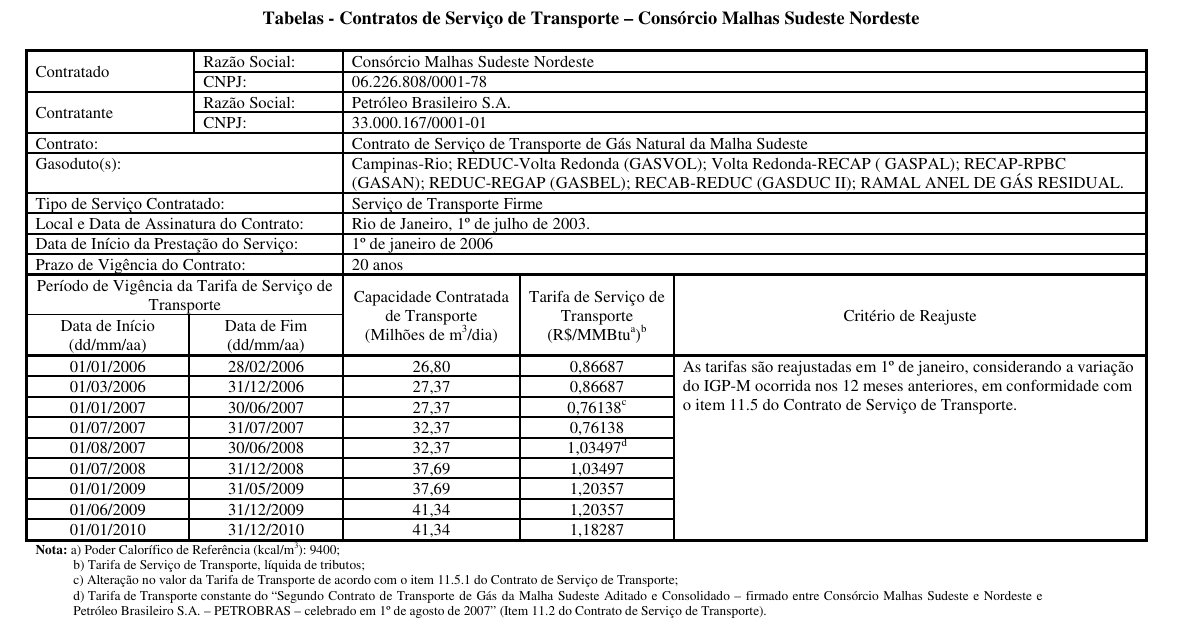 Tabelas - Contratos de Serviço de Transporte – Consórcio Malhas Sudeste Nordeste
Contratado
Razão Social:
Consórcio Malhas Sudeste Nordeste
CNPJ:
06.226.808/0001-78
Contratante
Razão Social:
Petróleo Brasileiro S.A.
CNPJ:
33.000.167/0001-01
Contrato:
Contrato de Serviço de Transporte de Gás Natural da Malha Sudeste
Gasoduto(s):
Campinas-Rio; REDUC-Volta Redonda (GASVOL); Volta Redonda-RECAP ( GASPAL); RECAP-RPBC
(GASAN); REDUC-REGAP (GASBEL); RECAB-REDUC (GASDUC II); RAMAL ANEL DE GÁS RESIDUAL.
Tipo de Serviço Contratado:
Serviço de Transporte Firme
Local e Data de Assinatura do Contrato:
Rio de Janeiro, 1º de julho de 2003.
Data de Início da Prestação do Serviço:
1º de janeiro de 2006
Prazo de Vigência do Contrato:
20 anos
Período de Vigência da Tarifa de Serviço de
Transporte
Data de Início
(dd/mm/aa)
Data de Fim
(dd/mm/aa)
Capacidade Contratada
de Transporte
(Milhões de m³/dia)
Tarifa de Serviço de
Transporte
(R$/MMBtuᵃ)ᵇ
Critério de Reajuste
01/01/2006 28/02/2006 26,80 0,86687
01/03/2006 31/12/2006 27,37 0,86687
01/01/2007 30/06/2007 27,37 0,76138ᶜ
01/07/2007 31/07/2007 32,37 0,76138
01/08/2007 30/06/2008 32,37 1,03497ᵈ
01/07/2008 31/12/2008 37,69 1,03497
01/01/2009 31/05/2009 37,69 1,20357
01/06/2009 31/12/2009 41,34 1,20357
01/01/2010 31/12/2010 41,34 1,18287
As tarifas são reajustadas em 1º de janeiro, considerando a variação
do IGP-M ocorrida nos 12 meses anteriores, em conformidade com
o item 11.5 do Contrato de Serviço de Transporte.
Nota: a) Poder Calorífico de Referência (kcal/m³): 9400;
b) Tarifa de Serviço de Transporte, líquida de tributos;
c) Alteração no valor da Tarifa de Transporte de acordo com o item 11.5.1 do Contrato de Serviço de Transporte;
d) Tarifa de Transporte constante do “Segundo Contrato de Transporte de Gás da Malha Sudeste Aditado e Consolidado – firmado entre Consórcio Malhas Sudeste e Nordeste e
Petróleo Brasileiro S.A. – PETROBRAS – celebrado em 1º de agosto de 2007” (Item 11.2 do Contrato de Serviço de Transporte).